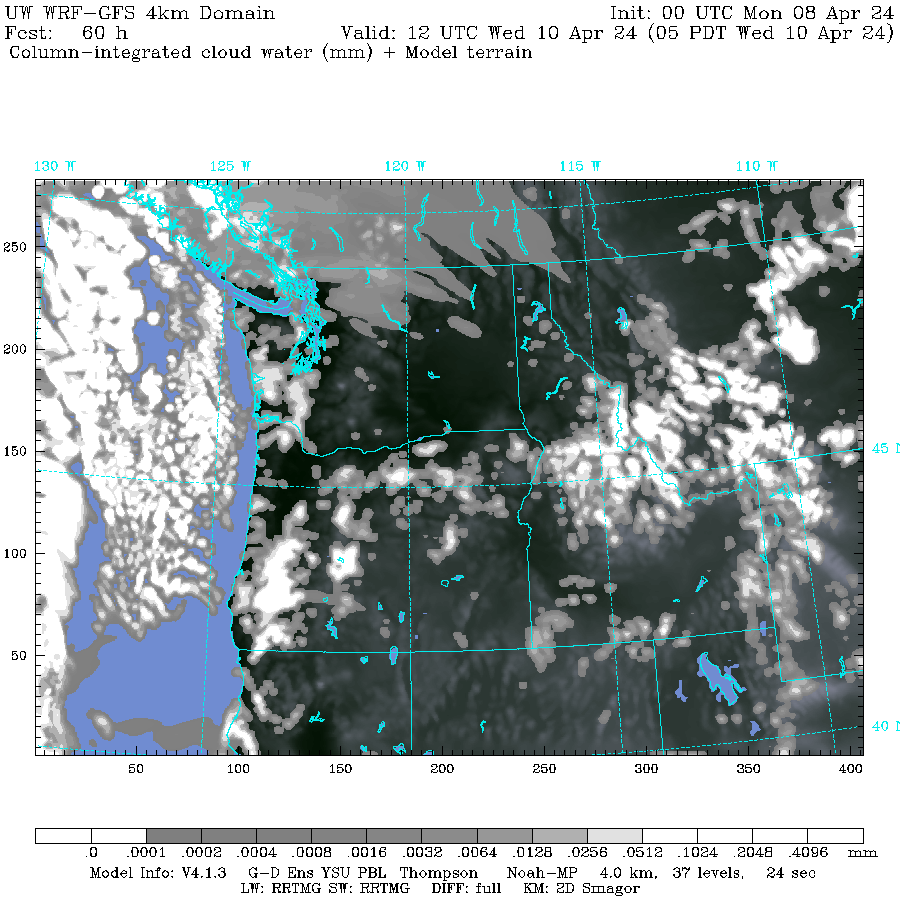 UW WRF-GFS 4km Domain Init: 00 UTC Mon 08 Apr 24
Fcst: 60 h Valid: 12 UTC Wed 10 Apr 24 (05 PDT Wed 10 Apr 24)
Column-integrated cloud water (mm) + Model terrain
130 W 125 W 120 W 115 W 110 W
250
200
150
45 N
100
50
40 N
50 100 150 200 250 300 350 400
.0 .0001 .0002 .0004 .0008 .0016 .0032 .0064 .0128 .0256 .0512 .1024 .2048 .4096 mm
Model Info: V4.1.3 G-D Ens YSU PBL Thompson Noah-MP 4.0 km, 37 levels, 24 sec
LW: RRTMG SW: RRTMG DIFF: full KM: 2D Smagor